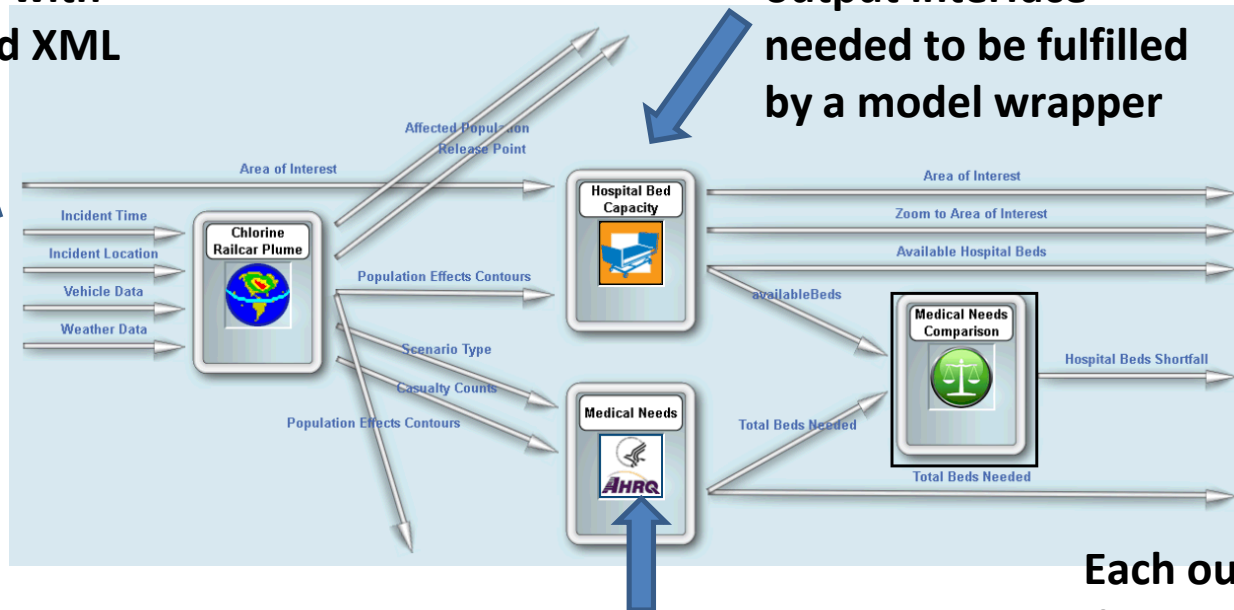 with
d XML
output interface
needed to be fulfilled
by a model wrapper
Affected Population
Release Point
Area of Interest
Incident Time
Incident Location
Vehicle Data
Weather Data
Chlorine
Railcar Plume
Population Effects Contours
Scenario Type
Casualty Counts
Population Effects Contours
Hospital Bed
Capacity
Medical Needs
AHRQ
Area of Interest
Zoom to Area of Interest
Available Hospital Beds
availableBeds
Medical Needs
Comparison
Hospital Beds Shortfall
Total Beds Needed
Total Beds Needed
Each ou